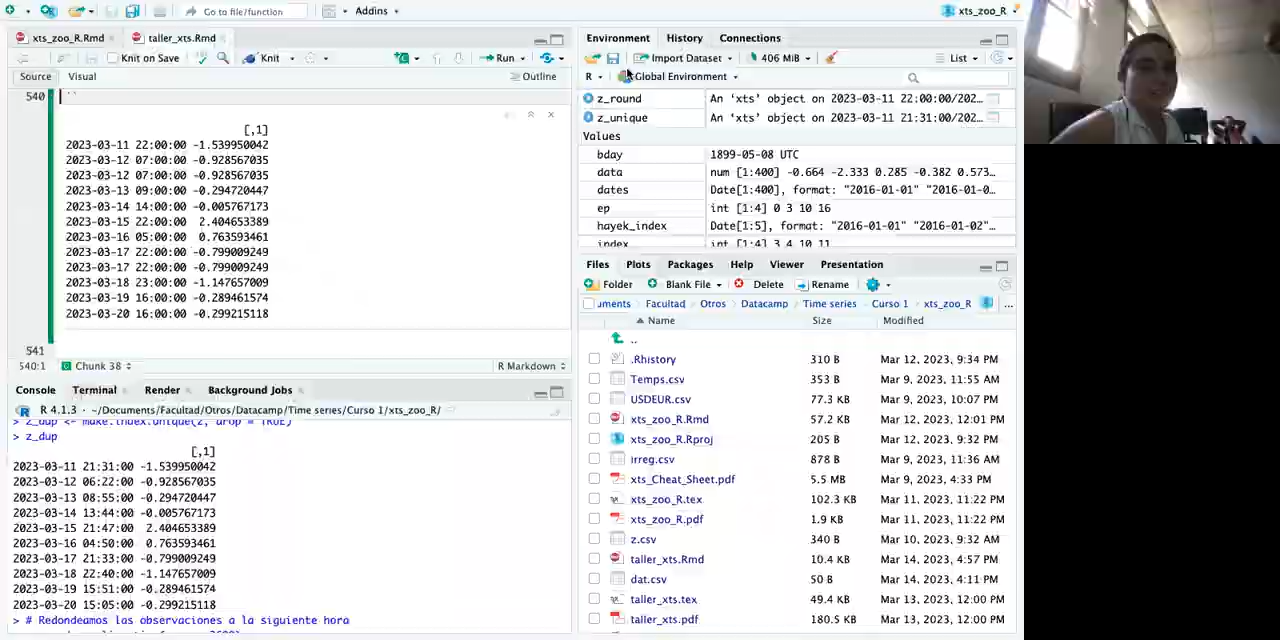 Go to file/function
Addins
xts_zoo_R
xts_zoo_R.Rmd
taller_xts.Rmd
Knit on Save
Knit
Run
Source
Visual
Outline
540
[,1]
2023-03-11 22:00:00 -1.539950042
2023-03-12 07:00:00 -0.928567035
2023-03-12 07:00:00 -0.928567035
2023-03-13 09:00:00 -0.294720447
2023-03-14 14:00:00 -0.005767173
2023-03-15 22:00:00 2.404653389
2023-03-16 05:00:00 0.763593461
2023-03-17 22:00:00 -0.799009249
2023-03-17 22:00:00 -0.799009249
2023-03-18 23:00:00 -1.147657009
2023-03-19 16:00:00 -0.289461574
2023-03-20 16:00:00 -0.299215118
541
540:1
Chunk 38
R Markdown
Console
Terminal
Render
Background Jobs
R 4.1.3 · ~/Documents/Facultad/Otros/Datacamp/Time series/Curso 1/xts_zoo_R/
> z_dup <- make.index.unique(z, drop = TRUE)
> z_dup
[,1]
2023-03-11 21:31:00 -1.539950042
2023-03-12 06:22:00 -0.928567035
2023-03-13 08:55:00 -0.294720447
2023-03-14 13:44:00 -0.005767173
2023-03-15 21:47:00 2.404653389
2023-03-16 04:50:00 0.763593461
2023-03-17 21:33:00 -0.799009249
2023-03-18 22:40:00 -1.147657009
2023-03-19 15:51:00 -0.289461574
2023-03-20 15:05:00 -0.299215118
> # Redondeamos las observaciones a la siguiente hora
Environment
History
Connections
Import Dataset
406 MiB
List
R
Global Environment
z_round An ‘xts’ object on 2023-03-11 22:00:00/202…
z_unique An ‘xts’ object on 2023-03-11 21:31:00/202…
Values
bday 1899-05-08 UTC
data num [1:400] -0.664 -2.333 0.285 -0.382 0.573…
dates Date[1:400], format: "2016-01-01" "2016-01-0…
ep int [1:4] 0 3 10 16
hayek_index Date[1:5], format: "2016-01-01" "2016-01-02"…
index int [1:4] 3 4 10 11
Files
Plots
Packages
Help
Viewer
Presentation
Folder
Blank File
Delete
Rename
uments
Facultad
Otros
Datacamp
Time series
Curso 1
xts_zoo_R
...
Name Size Modified
..
.Rhistory 310 B Mar 12, 2023, 9:34 PM
Temps.csv 353 B Mar 9, 2023, 11:55 AM
USDEUR.csv 77.3 KB Mar 9, 2023, 10:07 PM
xts_zoo_R.Rmd 57.2 KB Mar 12, 2023, 12:01 PM
xts_zoo_R.Rproj 205 B Mar 12, 2023, 9:32 PM
irreg.csv 878 B Mar 9, 2023, 11:36 AM
xts_Cheat_Sheet.pdf 5.5 MB Mar 9, 2023, 4:33 PM
xts_zoo_R.tex 102.3 KB Mar 11, 2023, 11:22 PM
xts_zoo_R.pdf 1.9 KB Mar 11, 2023, 11:22 PM
z.csv 340 B Mar 10, 2023, 9:32 AM
taller_xts.Rmd 10.4 KB Mar 14, 2023, 4:57 PM
dat.csv 50 B Mar 14, 2023, 4:11 PM
taller_xts.tex 49.4 KB Mar 13, 2023, 12:00 PM
taller_xts.pdf 180.5 KB Mar 13, 2023, 12:00 PM